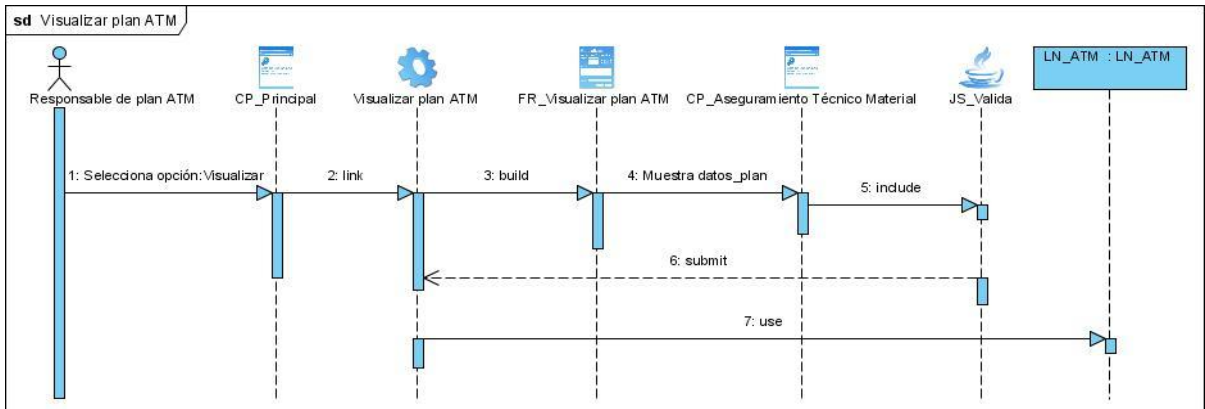 sd Visualizar plan ATM
LN_ATM : LN_ATM
Responsable de plan ATM
CP_Principal
Visualizar plan ATM
FR_Visualizar plan ATM
CP_Aseguramiento Técnico Material
JS_Valida
1: Selecciona opción:Visualizar
2: link
3: build
4: Muestra datos_plan
5: include
6: submit
7: use